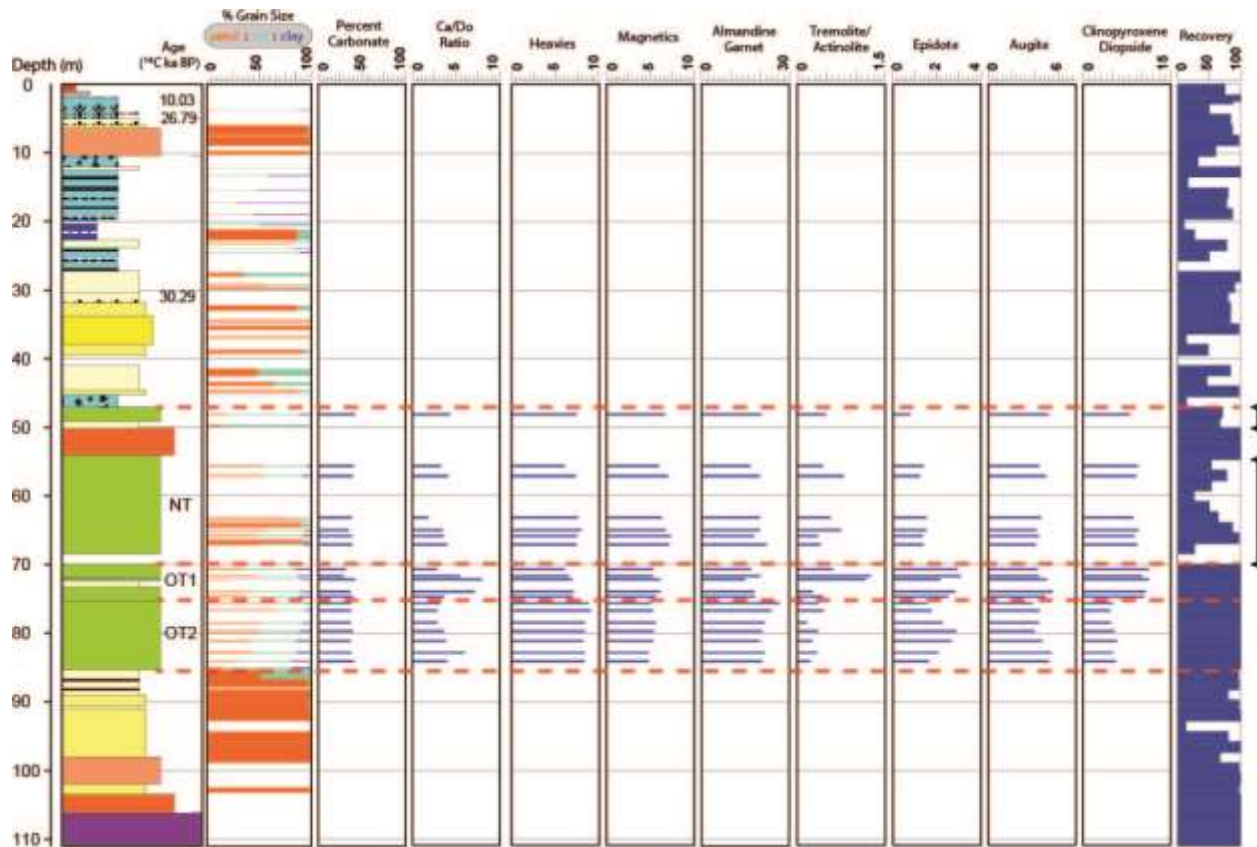 % Grain Size
sand : silt : clay
Age
(¹⁴C ka BP)
Percent
Carbonate
Ca/Do
Ratio
Heavies
Magnetics
Almandine
Garnet
Tremolite/
Actinolite
Epidote
Augite
Clinopyroxene
Diopside
Recovery
Depth (m)
0 50 100
0 50 100
0 5 10
0 5 10
0 5 10
0 30
0 1.5
0 2 4
0 6
0 15
0 50 100
0
10.03
26.79
10
20
30
30.29
40
50
60
NT
70
OT1
OT2
80
90
100
110